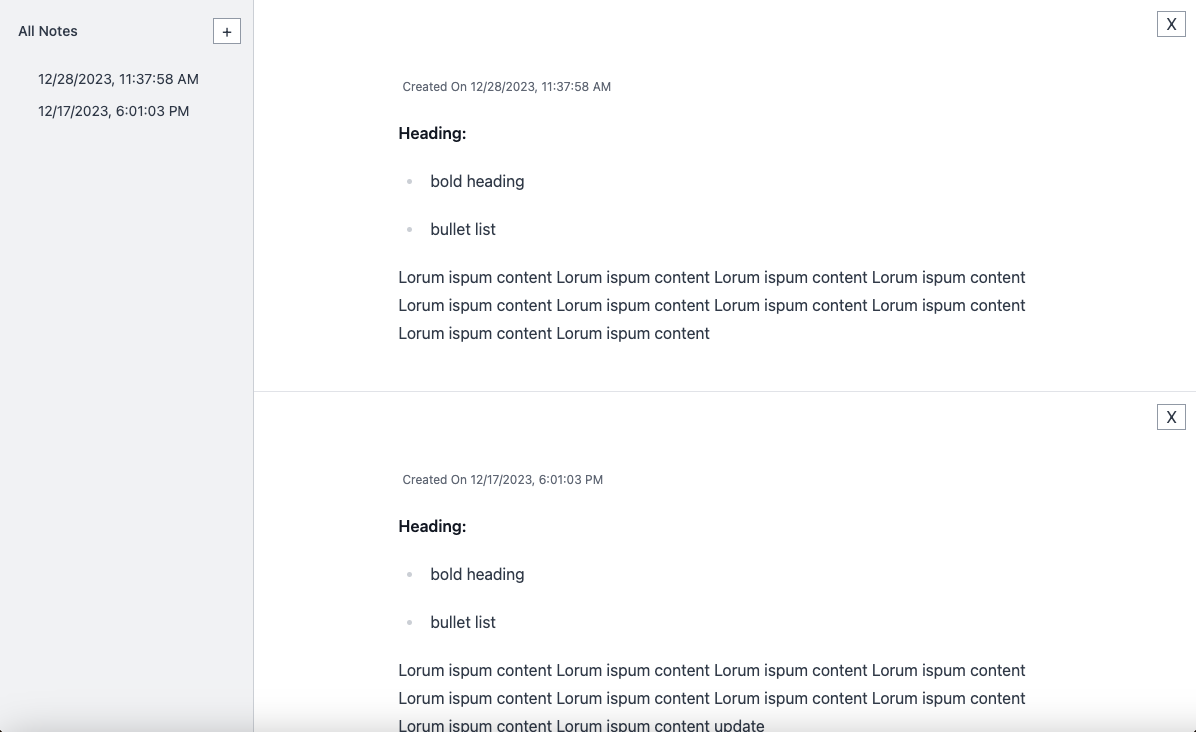 All Notes
+
12/28/2023, 11:37:58 AM
12/17/2023, 6:01:03 PM
X
Created On 12/28/2023, 11:37:58 AM
Heading:
bold heading
bullet list
Lorum ispum content Lorum ispum content Lorum ispum content Lorum ispum content
Lorum ispum content Lorum ispum content Lorum ispum content Lorum ispum content
Lorum ispum content Lorum ispum content
X
Created On 12/17/2023, 6:01:03 PM
Heading:
bold heading
bullet list
Lorum ispum content Lorum ispum content Lorum ispum content Lorum ispum content
Lorum ispum content Lorum ispum content Lorum ispum content Lorum ispum content
Lorum ispum content Lorum ispum content update